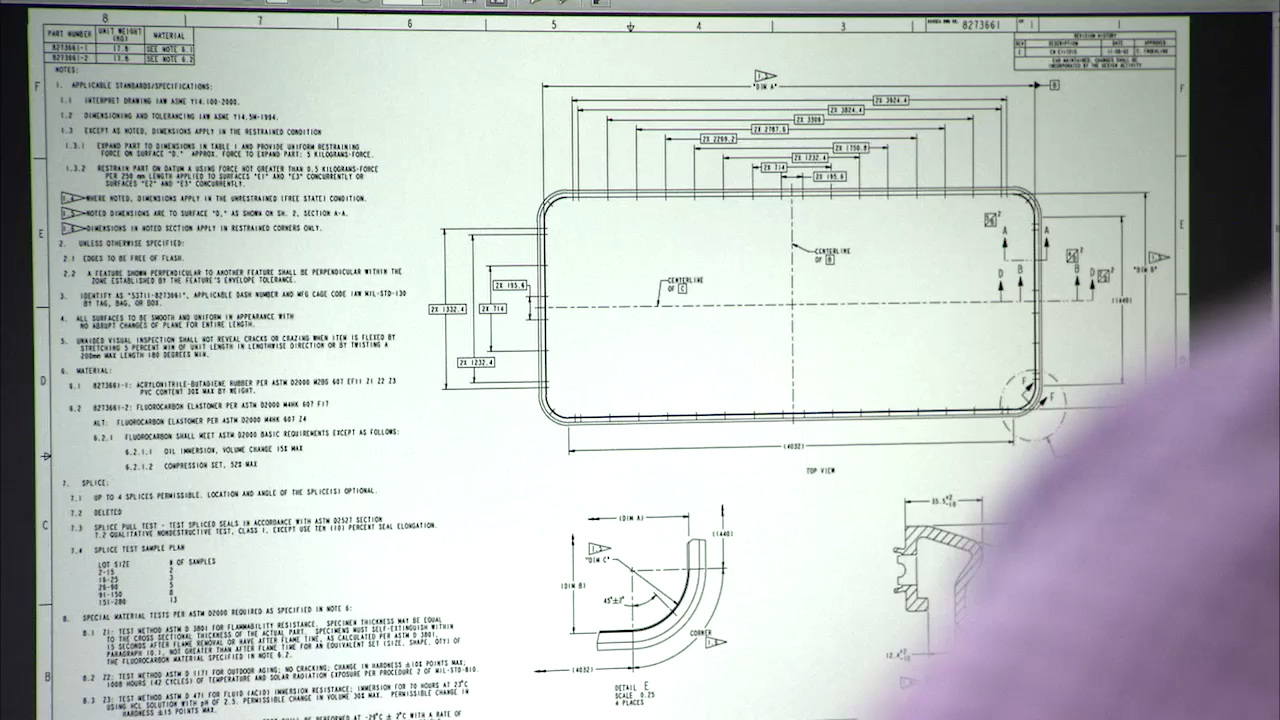 8 7 6 5 4 3
8273661
PART NUMBER UNIT WEIGHT (KG) MATERIAL
8273661-1 17.8 SEE NOTE 6.1
8273661-2 17.8 SEE NOTE 6.2
REVISION HISTORY
DESCRIPTION DATE APPROVED
NOTES:
1. APPLICABLE STANDARDS/SPECIFICATIONS:
1.1 INTERPRET DRAWING IAW ASME Y14.100-2000.
1.2 DIMENSIONING AND TOLERANCING IAW ASME Y14.5M-1994.
1.3 EXCEPT AS NOTED, DIMENSIONS APPLY IN THE RESTRAINED CONDITION
1.3.1 EXPAND PART TO DIMENSIONS IN TABLE 1 AND PROVIDE UNIFORM RESTRAINING
FORCE ON SURFACE "D." APPROX. FORCE TO EXPAND PART: 5 KILOGRAMS-FORCE.
1.3.2 RESTRAIN PART ON DATUM A USING FORCE NOT GREATER THAN 0.5 KILOGRAMS-FORCE
PER 250 mm LENGTH APPLIED TO SURFACES "E1" AND "E3" CONCURRENTLY OR
SURFACES "E2" AND "E3" CONCURRENTLY.
WHERE NOTED, DIMENSIONS APPLY IN THE UNRESTRAINED (FREE STATE) CONDITION.
NOTED DIMENSIONS ARE TO SURFACE "D," AS SHOWN ON SH. 2, SECTION A-A.
DIMENSIONS IN NOTED SECTION APPLY IN RESTRAINED CORNERS ONLY.
2. UNLESS OTHERWISE SPECIFIED:
2.1 EDGES TO BE FREE OF FLASH.
2.2 A FEATURE SHOWN PERPENDICULAR TO ANOTHER FEATURE SHALL BE PERPENDICULAR WITHIN THE
ZONE ESTABLISHED BY THE FEATURE'S ENVELOPE TOLERANCE.
3. IDENTIFY AS "53711-8273661", APPLICABLE DASH NUMBER AND MFG CAGE CODE IAW MIL-STD-130
BY TAG, BAG, OR BOX.
4. ALL SURFACES TO BE SMOOTH AND UNIFORM IN APPEARANCE WITH
NO ABRUPT CHANGES OF PLANE FOR ENTIRE LENGTH.
5. UNAIDED VISUAL INSPECTION SHALL NOT REVEAL CRACKS OR CRAZING WHEN ITEM IS FLEXED BY
STRETCHING 5 PERCENT MIN OF UNIT LENGTH IN LENGTHWISE DIRECTION OR BY TWISTING A
200mm MAX LENGTH 180 DEGREES MIN.
6. MATERIAL:
6.1 8273661-1: ACRYLONITRILE-BUTADIENE RUBBER PER ASTM D2000 M2BG 607 EF11 Z1 Z2 Z3
PVC CONTENT 30% MAX BY WEIGHT.
6.2 8273661-2: FLUOROCARBON ELASTOMER PER ASTM D2000 M4HK 607 F17
ALT: FLUOROCARBON ELASTOMER PER ASTM D2000 M4HK 607 Z4
6.2.1 FLUOROCARBON SHALL MEET ASTM D2000 BASIC REQUIREMENTS EXCEPT AS FOLLOWS:
6.2.1.1 OIL IMMERSION, VOLUME CHANGE 15% MAX
6.2.1.2 COMPRESSION SET, 52% MAX
7. SPLICE:
7.1 UP TO 4 SPLICES PERMISSIBLE. LOCATION AND ANGLE OF THE SPLICE(S) OPTIONAL.
7.2 DELETED
7.3 SPLICE PULL TEST - TEST SPLICED SEALS IN ACCORDANCE WITH ASTM D2527 SECTION
7.2 QUALITATIVE NONDESTRUCTIVE TEST, CLASS 1, EXCEPT USE TEN (10) PERCENT SEAL ELONGATION.
7.4 SPLICE TEST SAMPLE PLAN
LOT SIZE # OF SAMPLES
2-15 2
16-25 3
26-90 5
91-150 8
151-280 13
8. SPECIAL MATERIAL TESTS PER ASTM D2000 REQUIRED AS SPECIFIED IN NOTE 6:
8.1 Z1: TEST METHOD ASTM D 3801 FOR FLAMMABILITY RESISTANCE. SPECIMEN THICKNESS MAY BE EQUAL
TO THE CROSS SECTIONAL THICKNESS OF THE ACTUAL PART. SPECIMENS MUST SELF-EXTINGUISH WITHIN
15 SECONDS AFTER FLAME REMOVAL OR HAVE AFTER FLAME TIME, AS CALCULATED PER ASTM D 3801,
PARAGRAPH 10.1, NOT GREATER THAN AFTER FLAME TIME FOR AN EQUIVALENT SET (SIZE, SHAPE, QTY) OF
THE FLUOROCARBON MATERIAL SPECIFIED IN NOTE 6.2.
8.2 Z2: TEST METHOD ASTM D 1171 FOR OUTDOOR AGING; NO CRACKING; CHANGE IN HARDNESS ±10% POINTS MAX;
1008 HOURS (42 CYCLES) OF TEMPERATURE AND SOLAR RADIATION EXPOSURE PER PROCEDURE 2 OF MIL-STD-810.
8.3 Z3: TEST METHOD ASTM D 471 FOR FLUID (ACID) IMMERSION RESISTANCE; IMMERSION FOR 70 HOURS AT 23°C
USING HCL SOLUTION WITH pH OF 2.5. PERMISSIBLE CHANGE IN VOLUME 30% MAX. PERMISSIBLE CHANGE IN
HARDNESS ±15 POINTS MAX.
"DIM A"
B
2X 3924.4
2X 3824.4
2X 3306
2X 2787.6
2X 2269.2
2X 1750.8
2X 1232.4
2X 714
2X 195.6
CENTERLINE
OF B
CENTERLINE
OF C
2X 195.6
2X 1332.4
2X 714
2X 1232.4
A A
D B B D
"DIM B"
(1440)
F
F
(4032)
TOP VIEW
(DIM A)
(1440)
"DIM C"
(DIM B)
45°±2°
CORNER
(4032)
DETAIL E
SCALE 0.25
4 PLACES
F
E
D
C
B